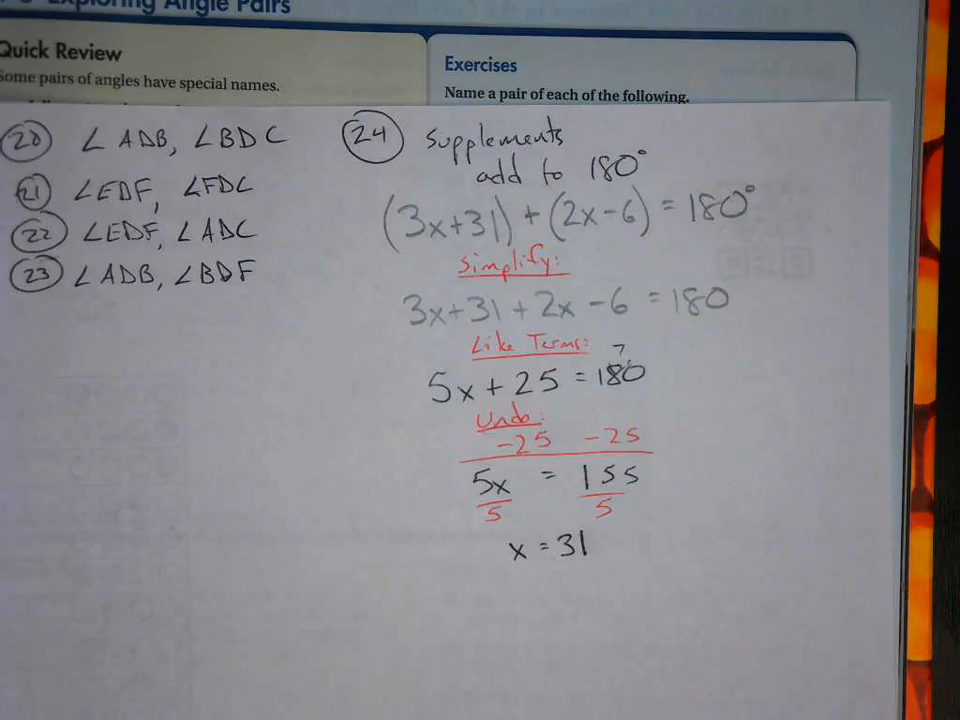 Exploring Angle Pairs
Quick Review
Some pairs of angles have special names.
Exercises
Name a pair of each of the following.
20 ∠ADB, ∠BDC
21 ∠EDF, ∠FDC
22 ∠EDF, ∠ADC
23 ∠ADB, ∠BDF
24 Supplements
add to 180°
(3x+31) + (2x-6) = 180°
Simplify:
3x+31 + 2x -6 = 180
Like Terms:
7
5x + 25 = 180
Undo:
-25 -25
5x = 155
5 5
x = 31